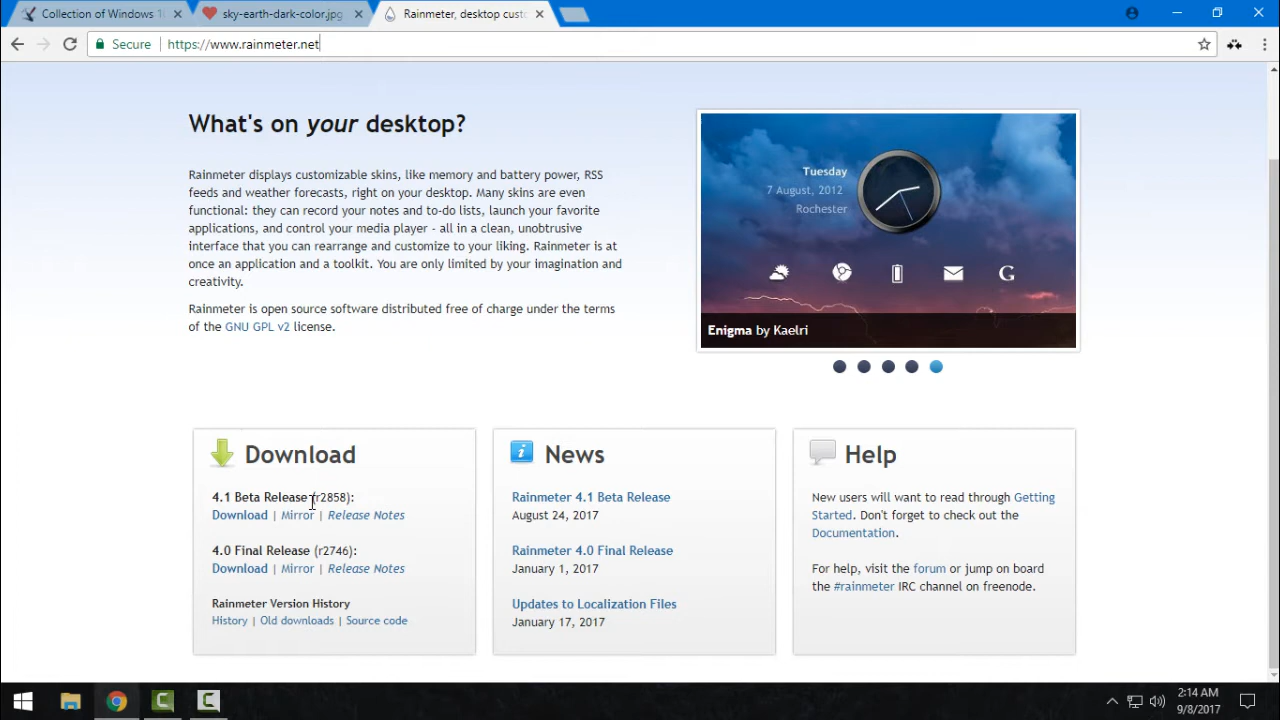 Collection of Windows 1
sky-earth-dark-color.jpg
Rainmeter, desktop cust
Secure
https://www.rainmeter.net
What's on your desktop?
Rainmeter displays customizable skins, like memory and battery power, RSS
feeds and weather forecasts, right on your desktop. Many skins are even
functional: they can record your notes and to-do lists, launch your favorite
applications, and control your media player - all in a clean, unobtrusive
interface that you can rearrange and customize to your liking. Rainmeter is at
once an application and a toolkit. You are only limited by your imagination and
creativity.
Rainmeter is open source software distributed free of charge under the terms
of the GNU GPL v2 license.
Tuesday
7 August, 2012
Rochester
G
Enigma by Kaelri
Download
4.1 Beta Release (r2858):
Download | Mirror | Release Notes
4.0 Final Release (r2746):
Download | Mirror | Release Notes
Rainmeter Version History
History | Old downloads | Source code
News
Rainmeter 4.1 Beta Release
August 24, 2017
Rainmeter 4.0 Final Release
January 1, 2017
Updates to Localization Files
January 17, 2017
Help
New users will want to read through Getting
Started. Don't forget to check out the
Documentation.
For help, visit the forum or jump on board
the #rainmeter IRC channel on freenode.
2:14 AM
9/8/2017